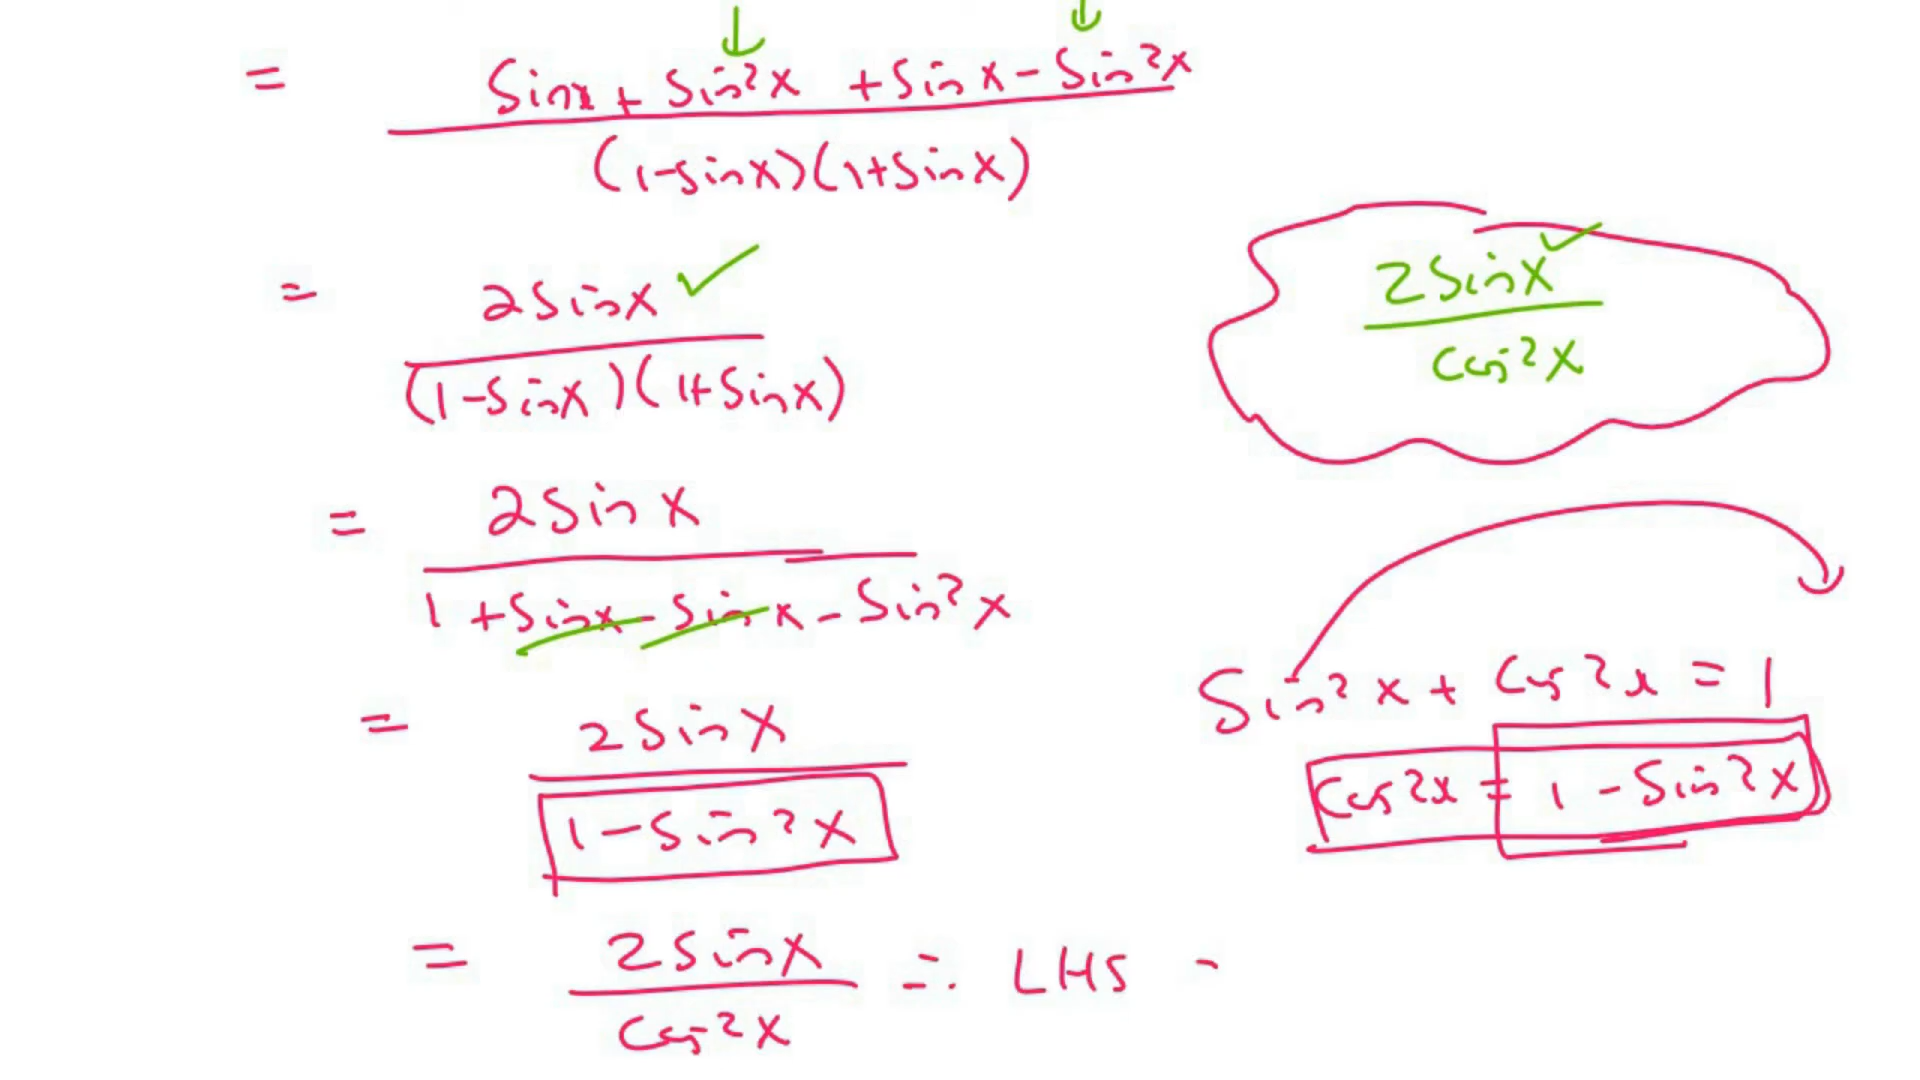 = sinx + sin²x + sinx - sin²x
(1-sinx)(1+sinx)
= 2sinx
(1-sinx)(1+sinx)
2sinx
cos²x
= 2sinx
1+sinx-sinx-sin²x
sin²x + cos²x = 1
= 2sinx
1-sin²x
cos²x = 1-sin²x
= 2sinx ∴ LHS -
cos²x